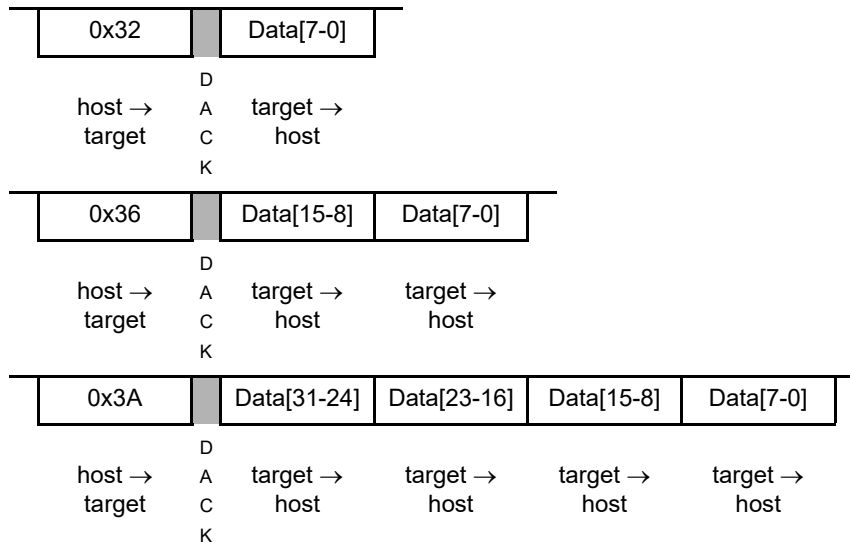 0x32 Data[7-0]
D
host → A target →
target C host
K
0x36 Data[15-8] Data[7-0]
D
host → A target → target →
target C host host
K
0x3A Data[31-24] Data[23-16] Data[15-8] Data[7-0]
D
host → A target → target → target → target →
target C host host host host
K